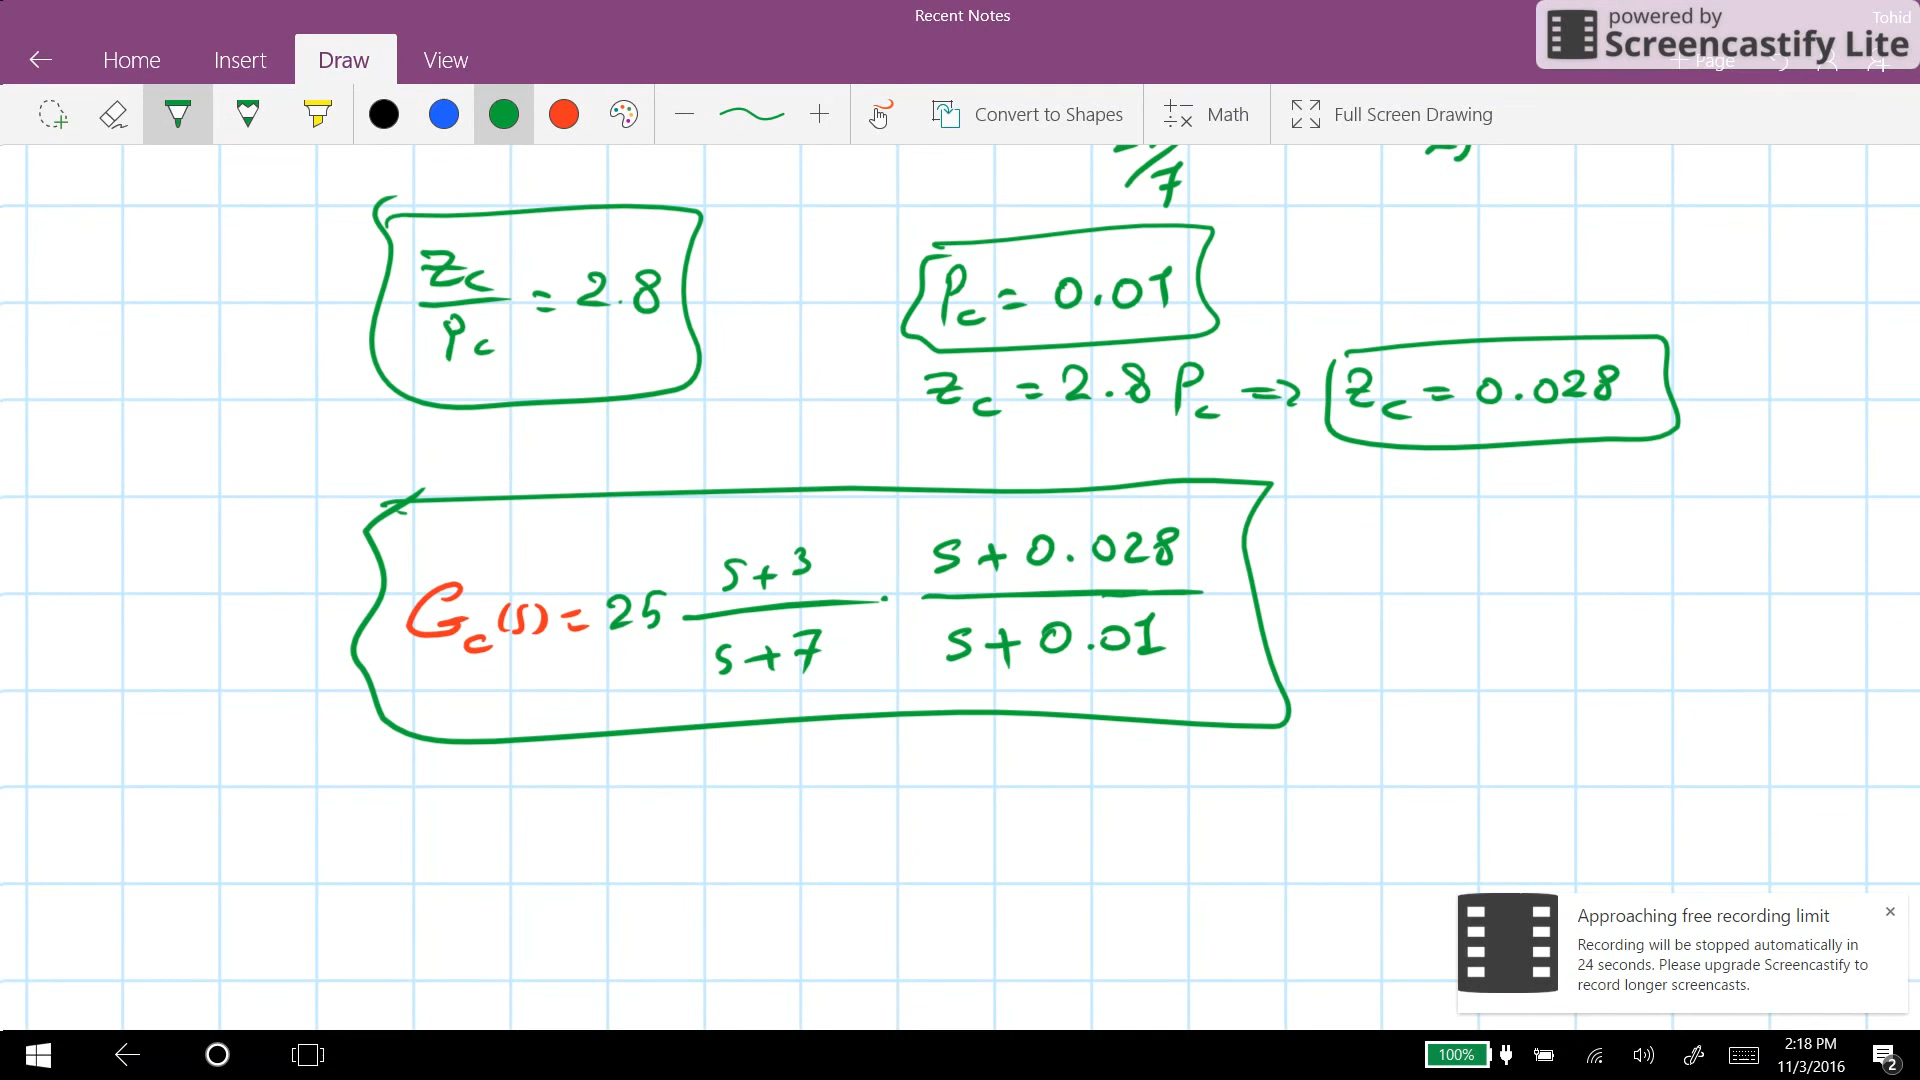 Recent Notes
Tohid
powered by
Screencastify Lite
Home Insert Draw View
Page
Convert to Shapes Math Full Screen Drawing
7
Zc/Pc = 2.8
Pc = 0.01
Zc = 2.8 Pc => Zc = 0.028
Gc(s) = 25 (s+3)/(s+7) · (s+0.028)/(s+0.01)
Approaching free recording limit
Recording will be stopped automatically in
24 seconds. Please upgrade Screencastify to
record longer screencasts.
100%
2:18 PM
11/3/2016
2